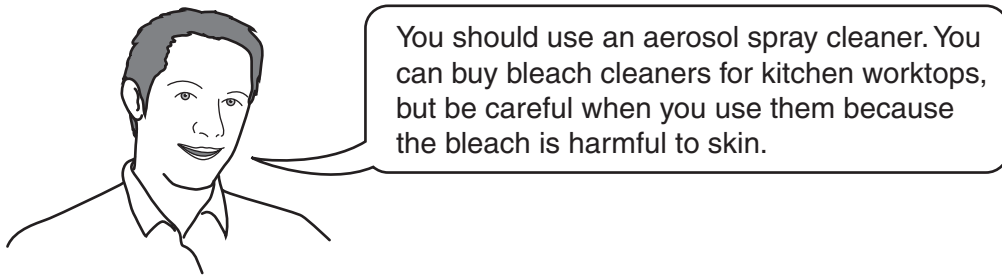 You should use an aerosol spray cleaner. You
can buy bleach cleaners for kitchen worktops,
but be careful when you use them because
the bleach is harmful to skin.